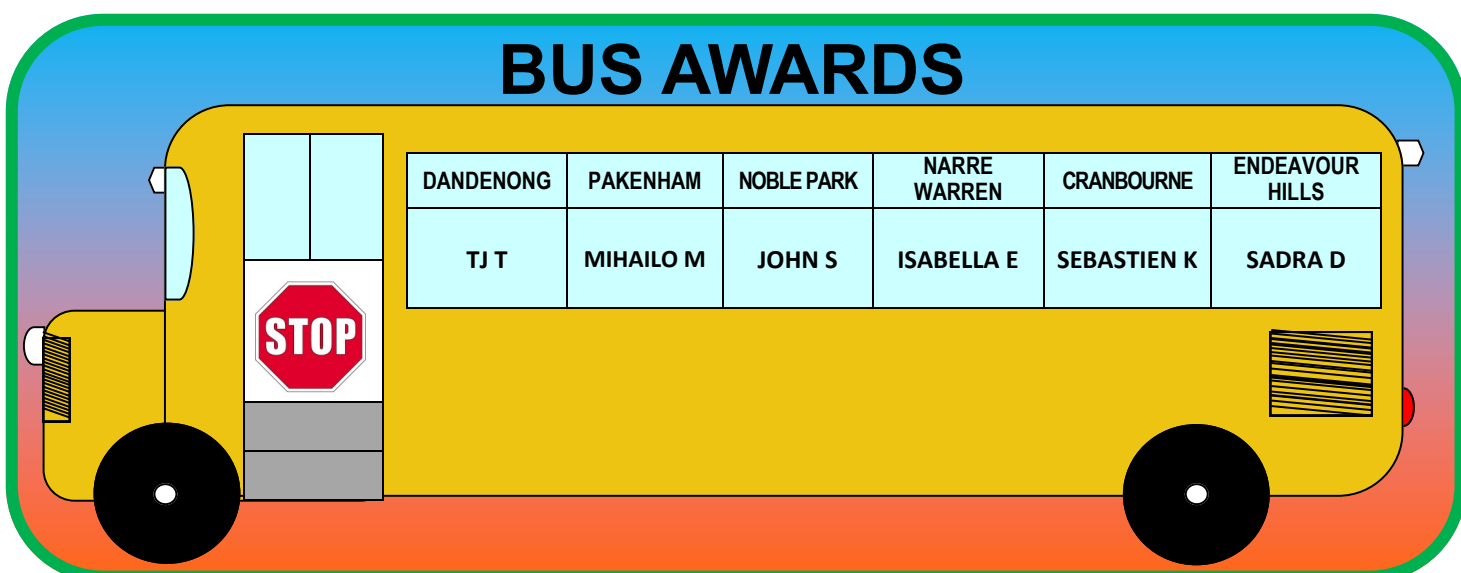 BUS AWARDS
DANDENONG PAKENHAM NOBLE PARK NARRE WARREN CRANBOURNE ENDEAVOUR HILLS
TJ T MIHAILO M JOHN S ISABELLA E SEBASTIEN K SADRA D
STOP